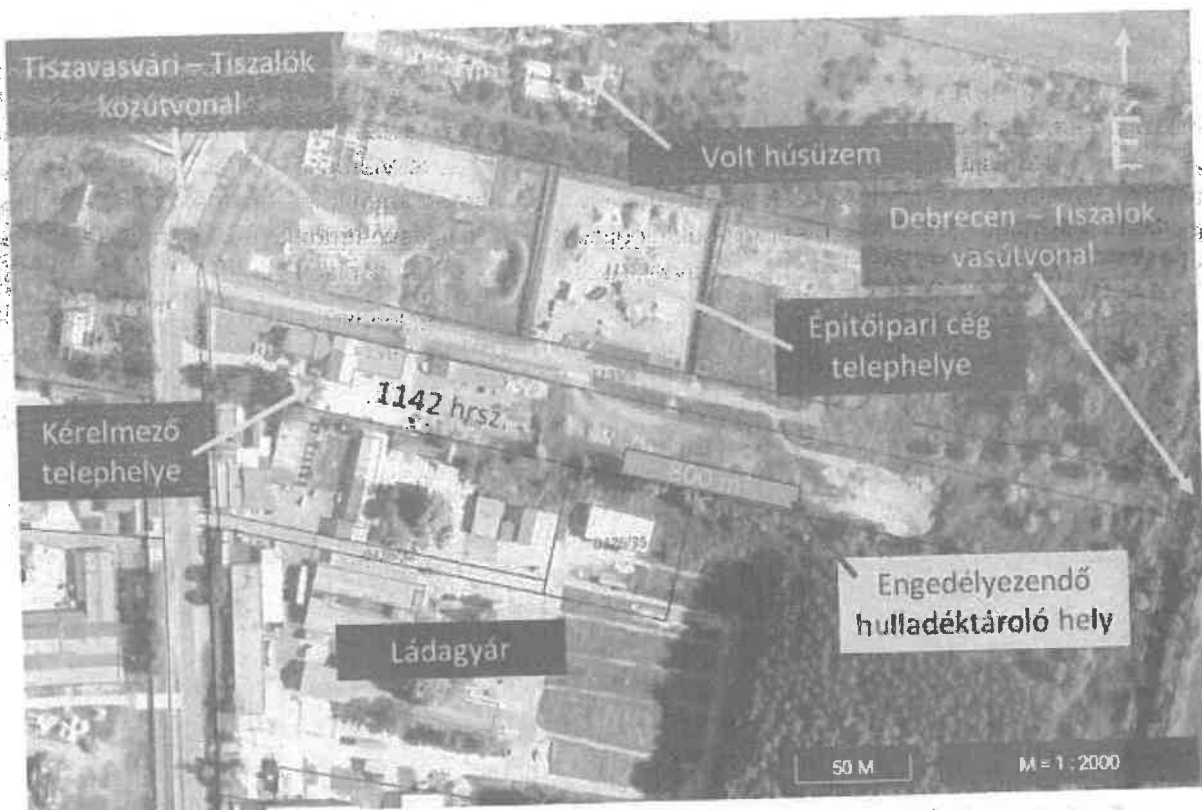 Tiszavasvári – Tiszalök
közútvonal
Volt húsüzem
Debrecen – Tiszalök
vasútvonal
Építőipari cég
telephelye
1142 hrsz.
Kérelmező
telephelye
Engedélyezendő
hulladéktároló hely
Ládagyár
50 M
M = 1 : 2000